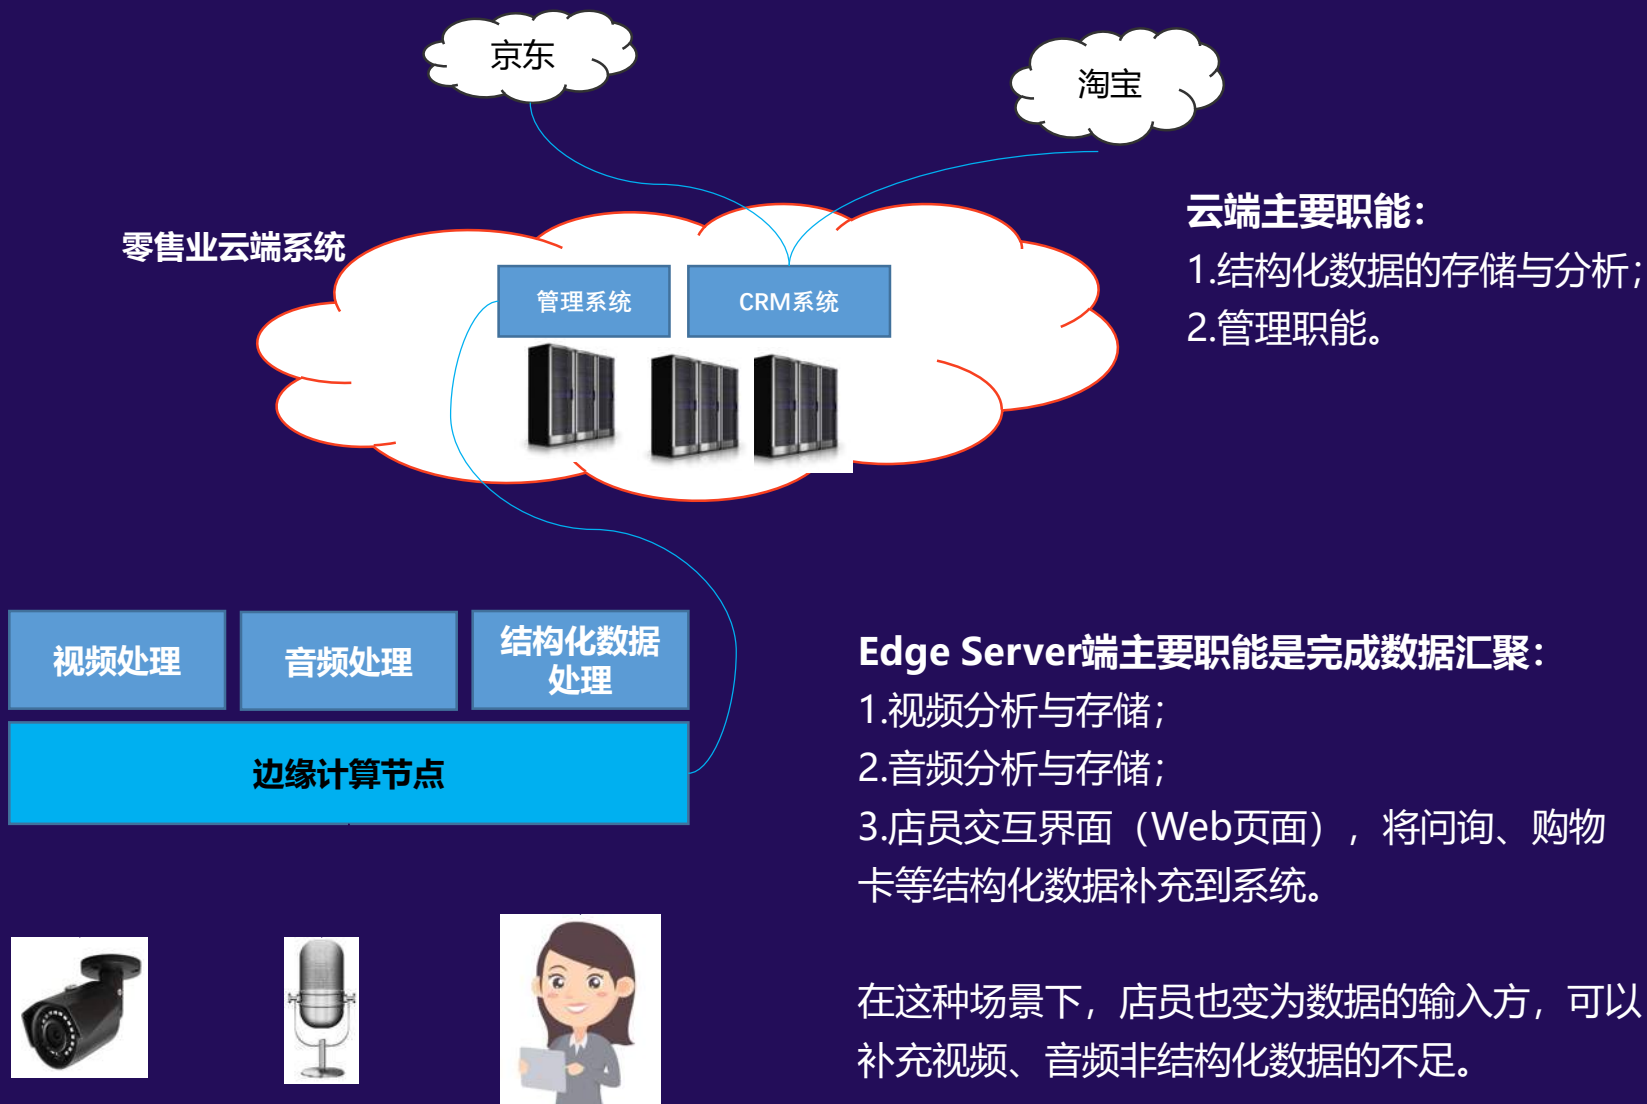 京东
淘宝
零售业云端系统
管理系统
CRM系统
云端主要职能：
1.结构化数据的存储与分析；
2.管理职能。
视频处理
音频处理
结构化数据
处理
边缘计算节点
Edge Server端主要职能是完成数据汇聚：
1.视频分析与存储；
2.音频分析与存储；
3.店员交互界面（Web页面），将问询、购物
卡等结构化数据补充到系统。
在这种场景下，店员也变为数据的输入方，可以
补充视频、音频非结构化数据的不足。